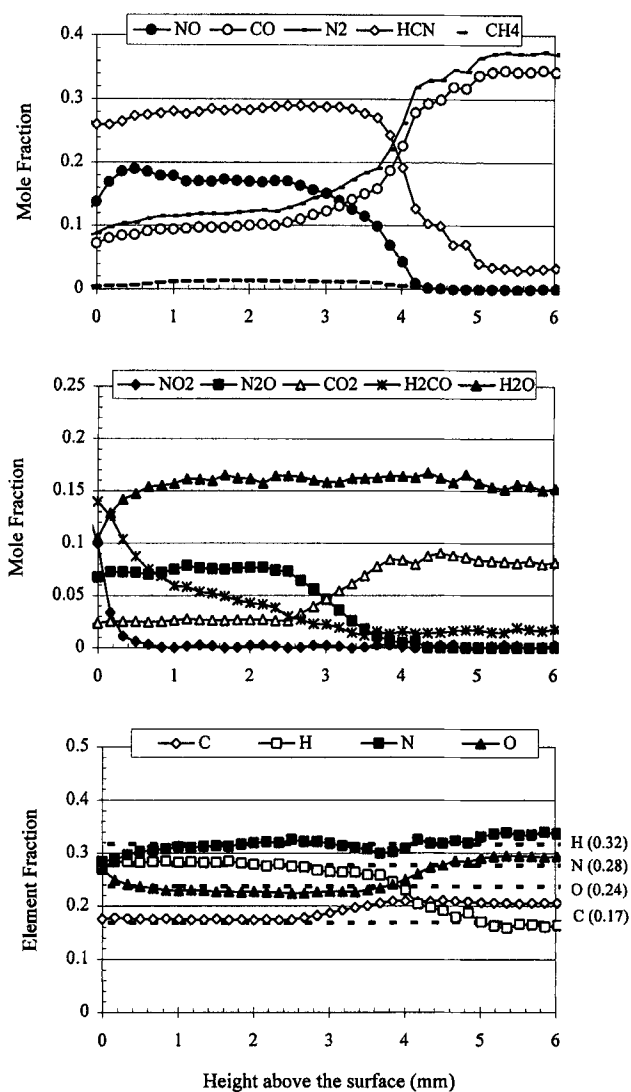 NO CO N2 HCN CH4
0.4
0.3
0.2
0.1
0
Mole Fraction
0 1 2 3 4 5 6
NO2 N2O CO2 H2CO H2O
0.25
0.2
0.15
0.1
0.05
0
Mole Fraction
0 1 2 3 4 5 6
C H N O
0.5
0.4
0.3
0.2
0.1
0
Element Fraction
H (0.32)
N (0.28)
O (0.24)
C (0.17)
0 1 2 3 4 5 6
Height above the surface (mm)